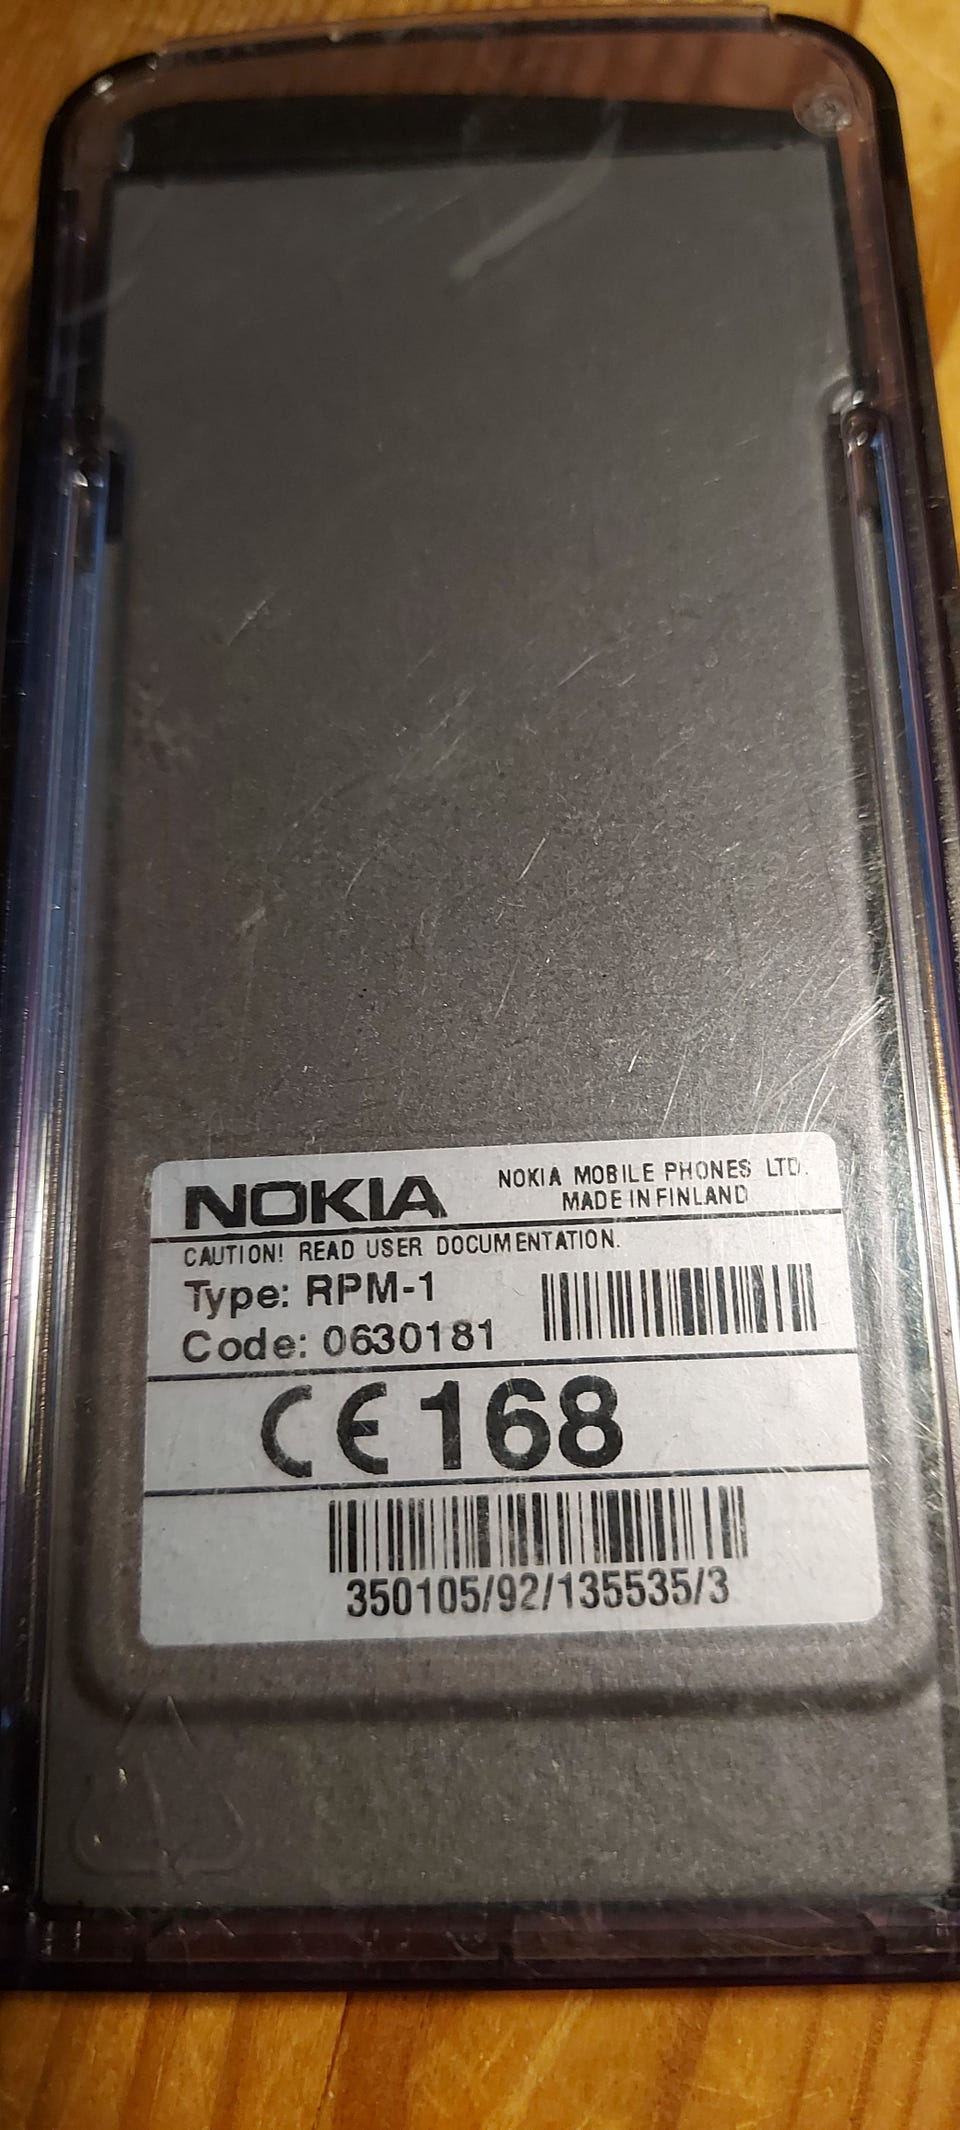 NOKIA
NOKIA MOBILE PHONES LTD.
MADE IN FINLAND
CAUTION! READ USER DOCUMENTATION.
Type: RPM-1
Code: 0630181
CE 168
350105/92/135535/3